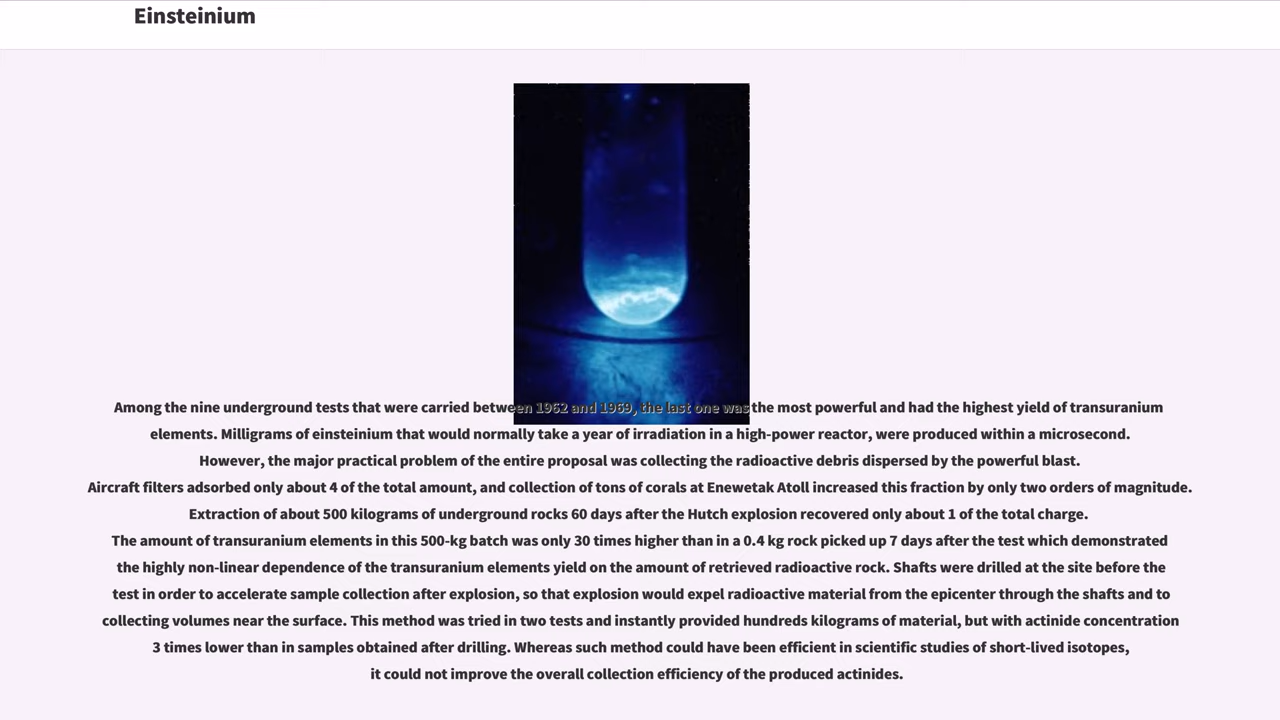 Einsteinium
Among the nine underground tests that were carried between 1962 and 1969, the last one was the most powerful and had the highest yield of transuranium
elements. Milligrams of einsteinium that would normally take a year of irradiation in a high-power reactor, were produced within a microsecond.
However, the major practical problem of the entire proposal was collecting the radioactive debris dispersed by the powerful blast.
Aircraft filters adsorbed only about 4 of the total amount, and collection of tons of corals at Enewetak Atoll increased this fraction by only two orders of magnitude.
Extraction of about 500 kilograms of underground rocks 60 days after the Hutch explosion recovered only about 1 of the total charge.
The amount of transuranium elements in this 500-kg batch was only 30 times higher than in a 0.4 kg rock picked up 7 days after the test which demonstrated
the highly non-linear dependence of the transuranium elements yield on the amount of retrieved radioactive rock. Shafts were drilled at the site before the
test in order to accelerate sample collection after explosion, so that explosion would expel radioactive material from the epicenter through the shafts and to
collecting volumes near the surface. This method was tried in two tests and instantly provided hundreds kilograms of material, but with actinide concentration
3 times lower than in samples obtained after drilling. Whereas such method could have been efficient in scientific studies of short-lived isotopes,
it could not improve the overall collection efficiency of the produced actinides.